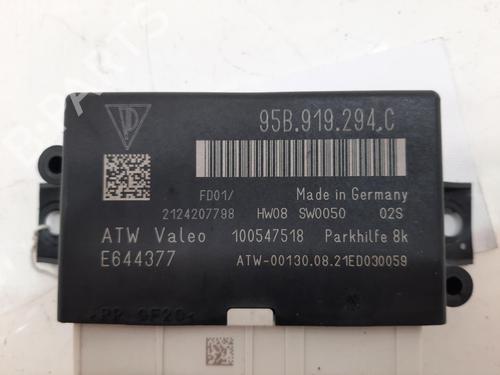 95B.919.294.C
FD01/ Made in Germany
2124207798 HW08 SW0050 02S
ATW Valeo 100547518 Parkhilfe 8k
E644377 ATW-00130.08.21ED030059